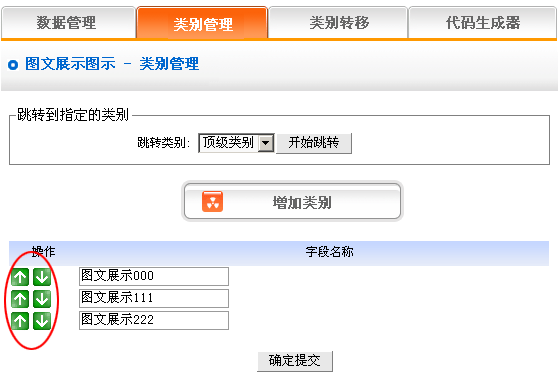 数据管理 类别管理 类别转移 代码生成器
图文展示图示 - 类别管理
跳转到指定的类别
跳转类别: 顶级类别 开始跳转
增加类别
操作 字段名称
图文展示000
图文展示111
图文展示222
确定提交